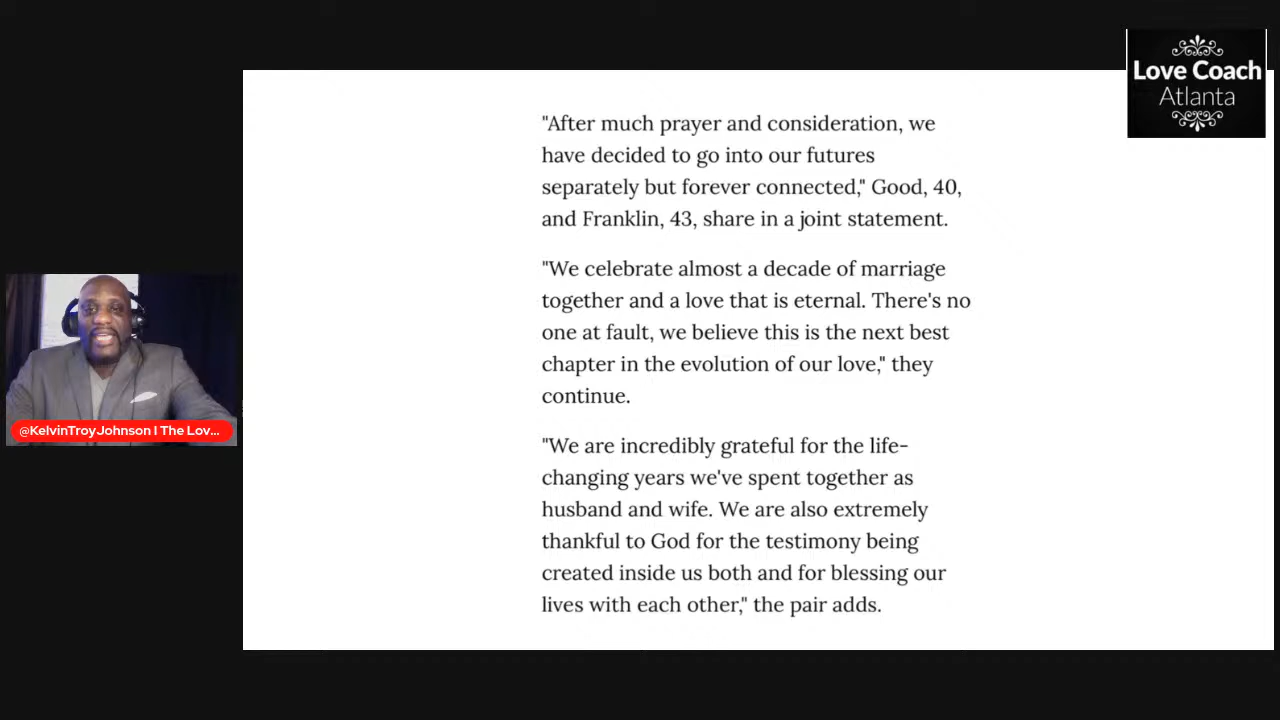 Love Coach
Atlanta
"After much prayer and consideration, we
have decided to go into our futures
separately but forever connected," Good, 40,
and Franklin, 43, share in a joint statement.
"We celebrate almost a decade of marriage
together and a love that is eternal. There's no
one at fault, we believe this is the next best
chapter in the evolution of our love," they
continue.
"We are incredibly grateful for the life-
changing years we've spent together as
husband and wife. We are also extremely
thankful to God for the testimony being
created inside us both and for blessing our
lives with each other," the pair adds.
@KelvinTroyJohnson I The Lov...